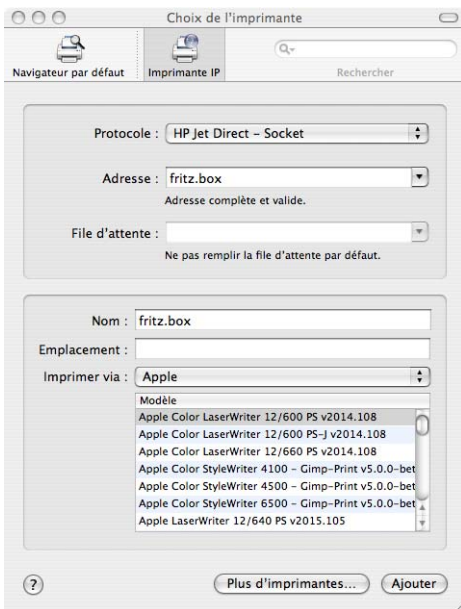 Choix de l'imprimante
Navigateur par défaut
Imprimante IP
Rechercher
Protocole : HP Jet Direct – Socket
Adresse : fritz.box
Adresse complète et valide.
File d'attente :
Ne pas remplir la file d'attente par défaut.
Nom : fritz.box
Emplacement :
Imprimer via : Apple
Modèle
Apple Color LaserWriter 12/600 PS v2014.108
Apple Color LaserWriter 12/600 PS-J v2014.108
Apple Color LaserWriter 12/660 PS v2014.108
Apple Color StyleWriter 4100 – Gimp-Print v5.0.0-bet
Apple Color StyleWriter 4500 – Gimp-Print v5.0.0-bet
Apple Color StyleWriter 6500 – Gimp-Print v5.0.0-bet
Apple LaserWriter 12/640 PS v2015.105
? Plus d'imprimantes... Ajouter